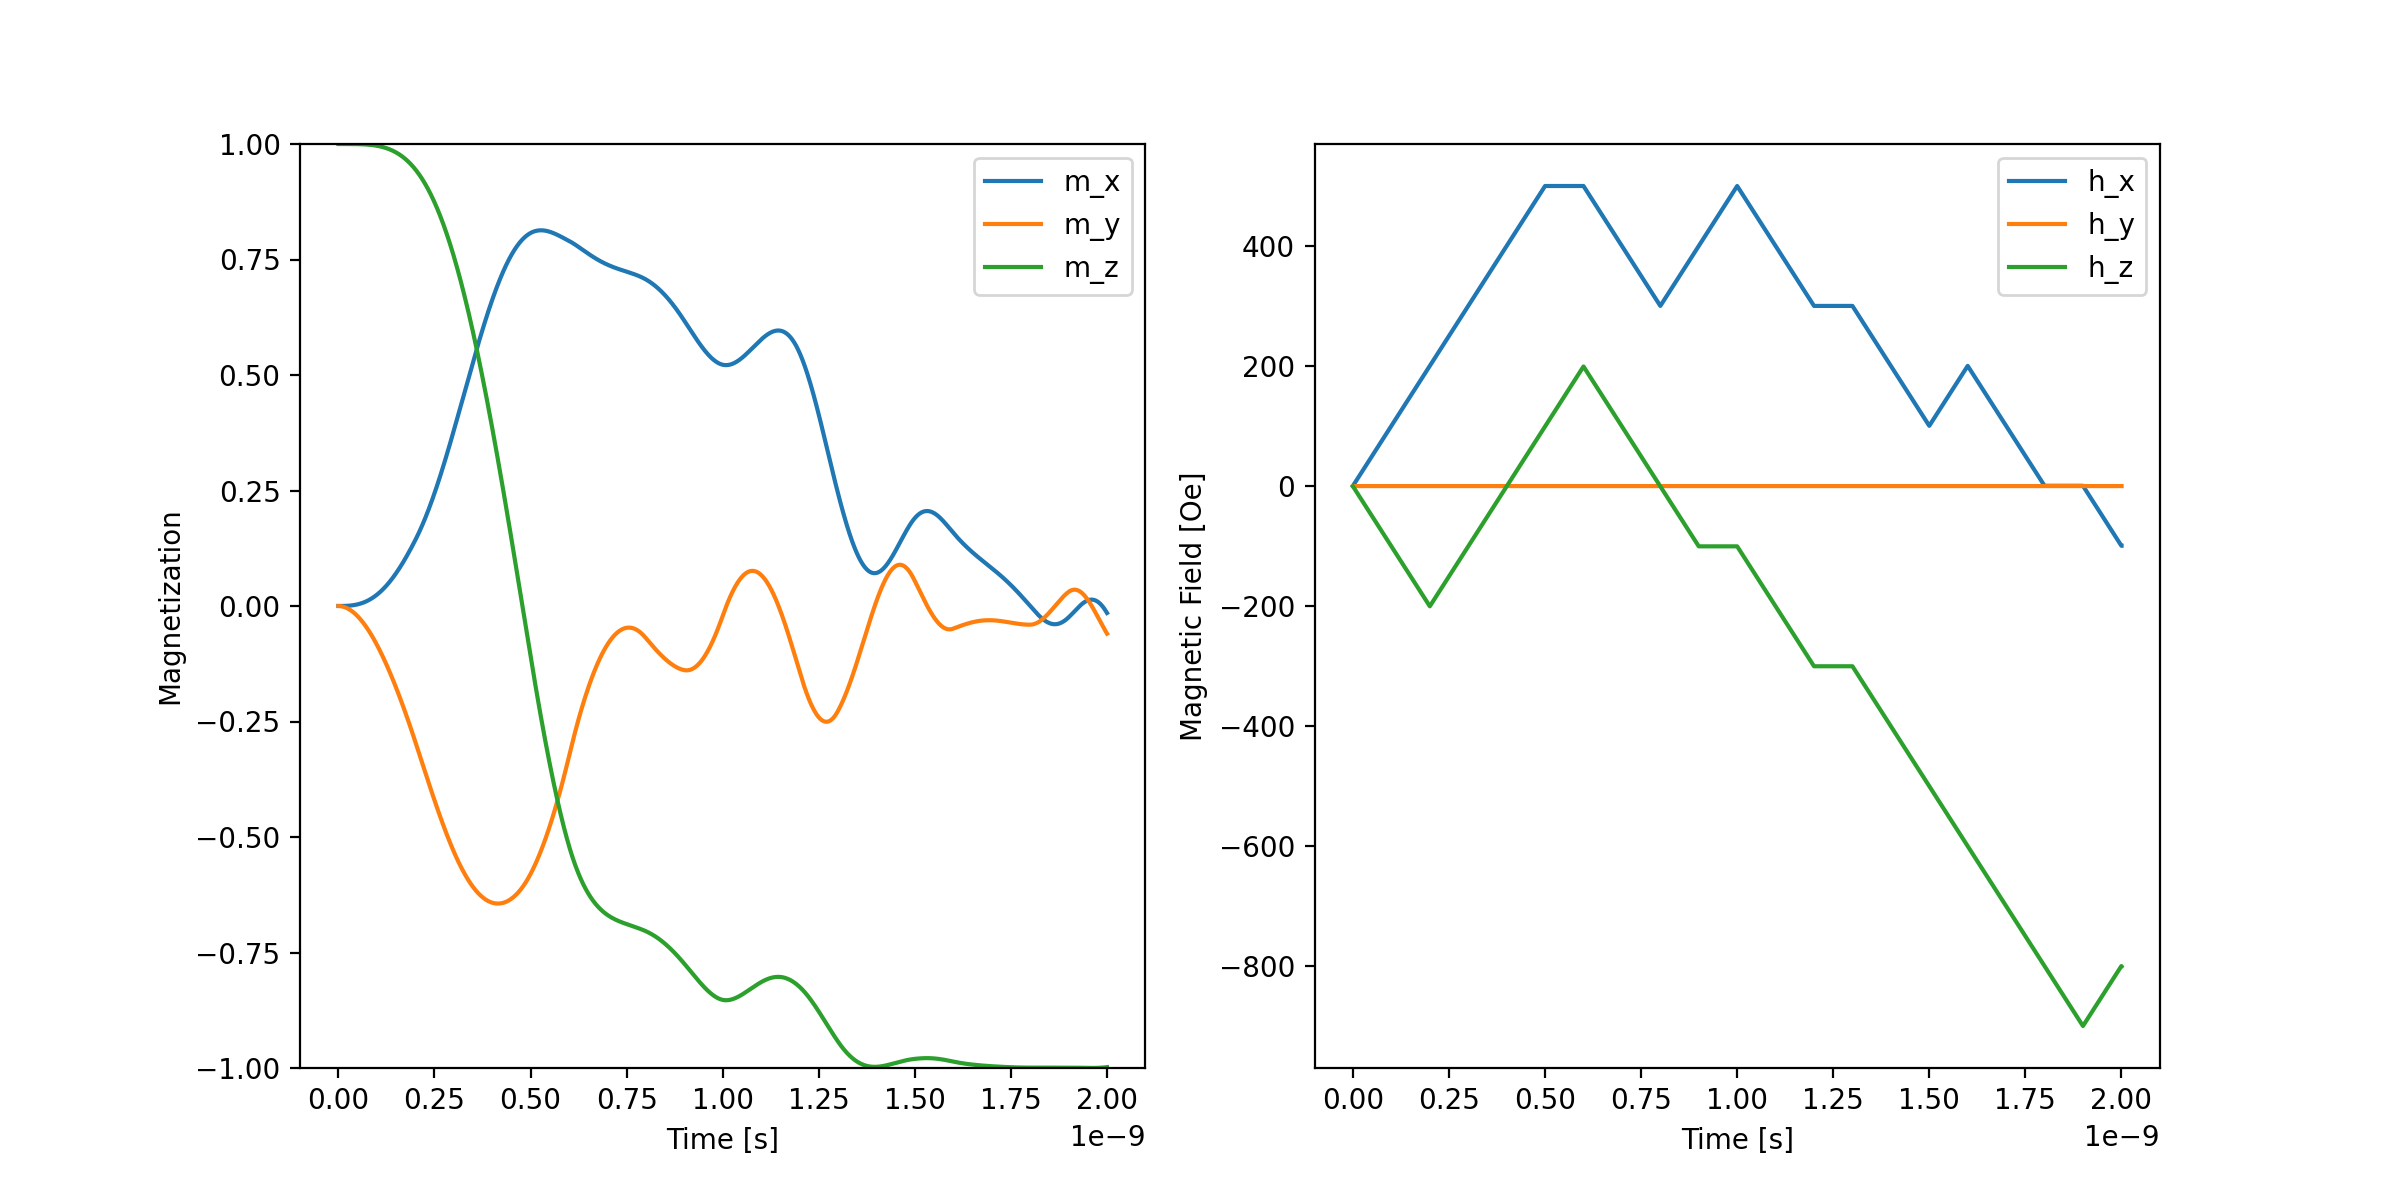 1.00
0.75
0.50
0.25
0.00
−0.25
−0.50
−0.75
−1.00
Magnetization
m_x
m_y
m_z
0.00 0.25 0.50 0.75 1.00 1.25 1.50 1.75 2.00
Time [s]
1e−9
400
200
0
−200
−400
−600
−800
Magnetic Field [Oe]
h_x
h_y
h_z
0.00 0.25 0.50 0.75 1.00 1.25 1.50 1.75 2.00
Time [s]
1e−9